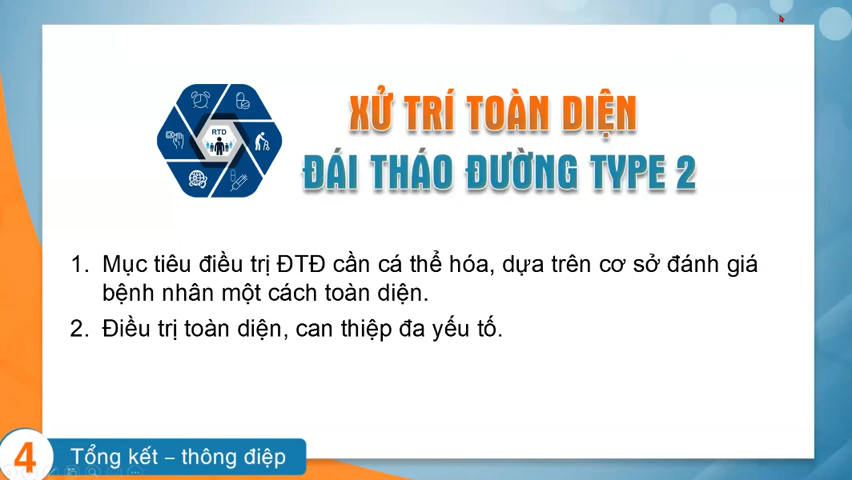 RTD
XỬ TRÍ TOÀN DIỆN
ĐÁI THÁO ĐƯỜNG TYPE 2
1. Mục tiêu điều trị ĐTĐ cần cá thể hóa, dựa trên cơ sở đánh giá
bệnh nhân một cách toàn diện.
2. Điều trị toàn diện, can thiệp đa yếu tố.
4 Tổng kết – thông điệp